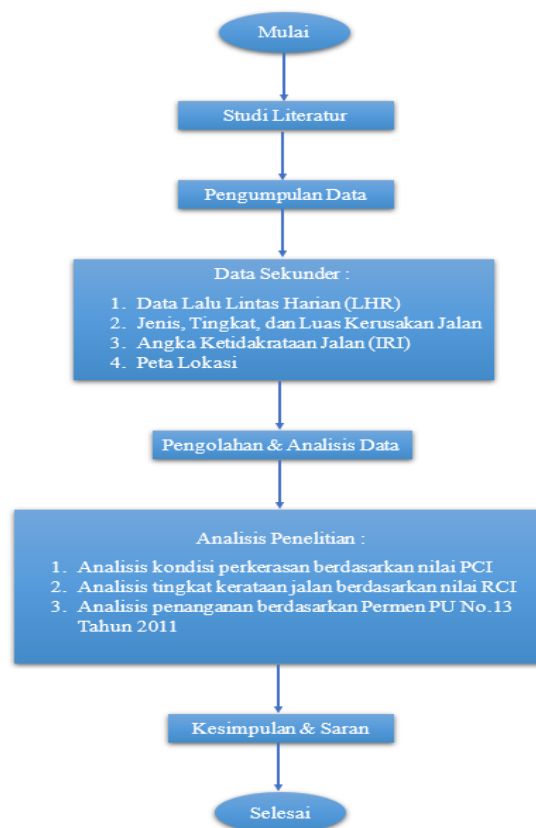 Mulai
Studi Literatur
Pengumpulan Data
Data Sekunder :
1. Data Lalu Lintas Harian (LHR)
2. Jenis, Tingkat, dan Luas Kerusakan Jalan
3. Angka Ketidakrataan Jalan (IRI)
4. Peta Lokasi
Pengolahan & Analisis Data
Analisis Penelitian :
1. Analisis kondisi perkerasan berdasarkan nilai PCI
2. Analisis tingkat kerataan jalan berdasarkan nilai RCI
3. Analisis penanganan berdasarkan Permen PU No.13
Tahun 2011
Kesimpulan & Saran
Selesai